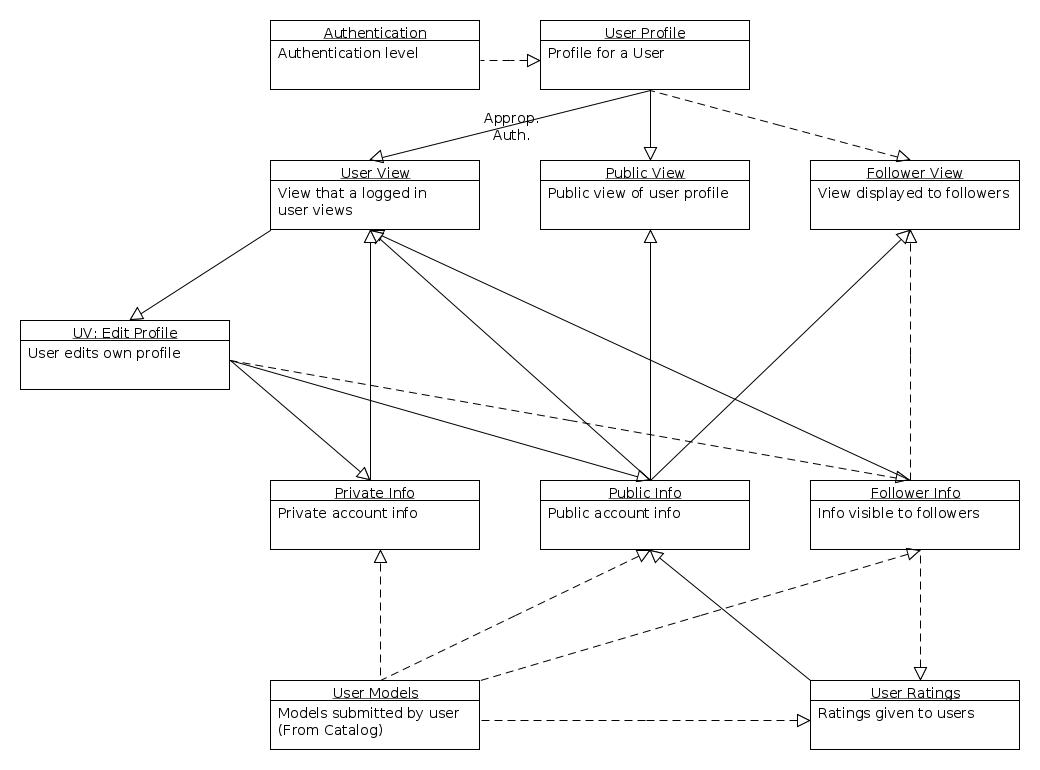 Authentication
Authentication level
User Profile
Profile for a User
Approp.
Auth.
User View
View that a logged in
user views
Public View
Public view of user profile
Follower View
View displayed to followers
UV: Edit Profile
User edits own profile
Private Info
Private account info
Public Info
Public account info
Follower Info
Info visible to followers
User Models
Models submitted by user
(From Catalog)
User Ratings
Ratings given to users